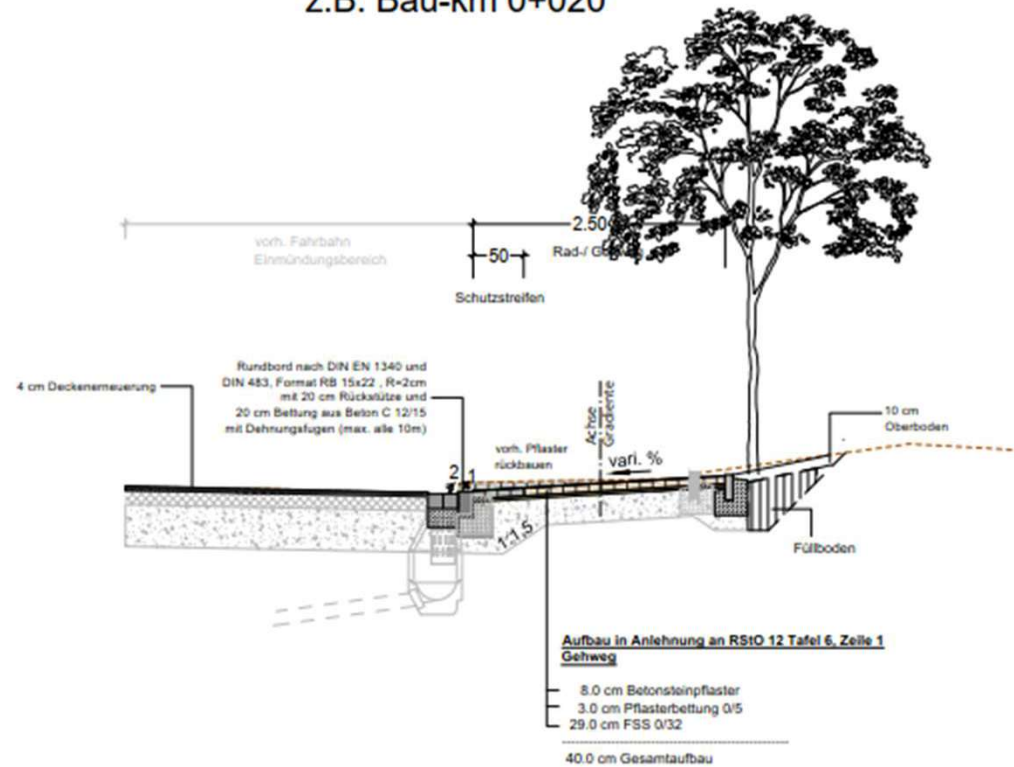 z.B. Bau-km 0+020
2.50
vorh. Fahrbahn
Einmündungsbereich
50
Rad-/
Schutzstreifen
Rundbord nach DIN EN 1340 und
DIN 483, Format RB 15x22 , R=2cm
mit 20 cm Rückstütze und
20 cm Bettung aus Beton C 12/15
mit Dehnungsfugen (max. alle 10m)
4 cm Deckenerneuerung
Achse
Gradiente
10 cm
Oberboden
vorh. Pflaster
rückbauen
vari. %
2 1
1:1,5
Füllboden
Aufbau in Anlehnung an RStO 12 Tafel 6, Zeile 1
Gehweg
8.0 cm Betonsteinpflaster
3.0 cm Pflasterbettung 0/5
29.0 cm FSS 0/32
40.0 cm Gesamtaufbau